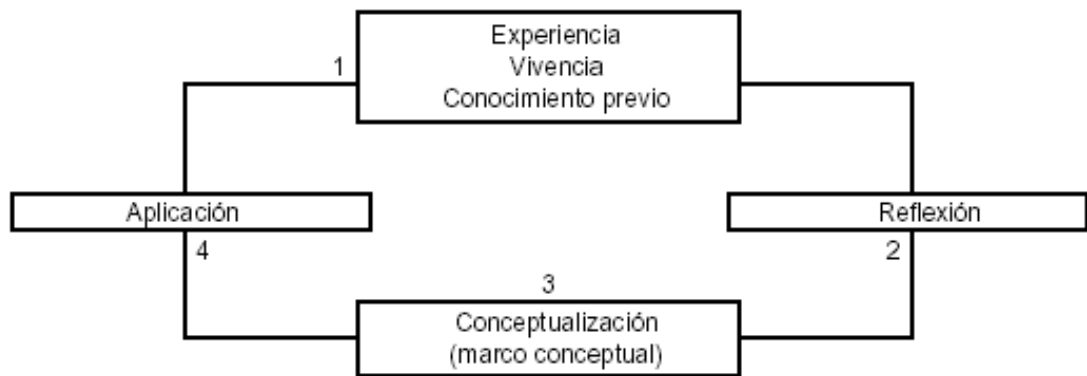 1
Experiencia
Vivencia
Conocimiento previo
Aplicación
Reflexión
4
2
3
Conceptualización
(marco conceptual)